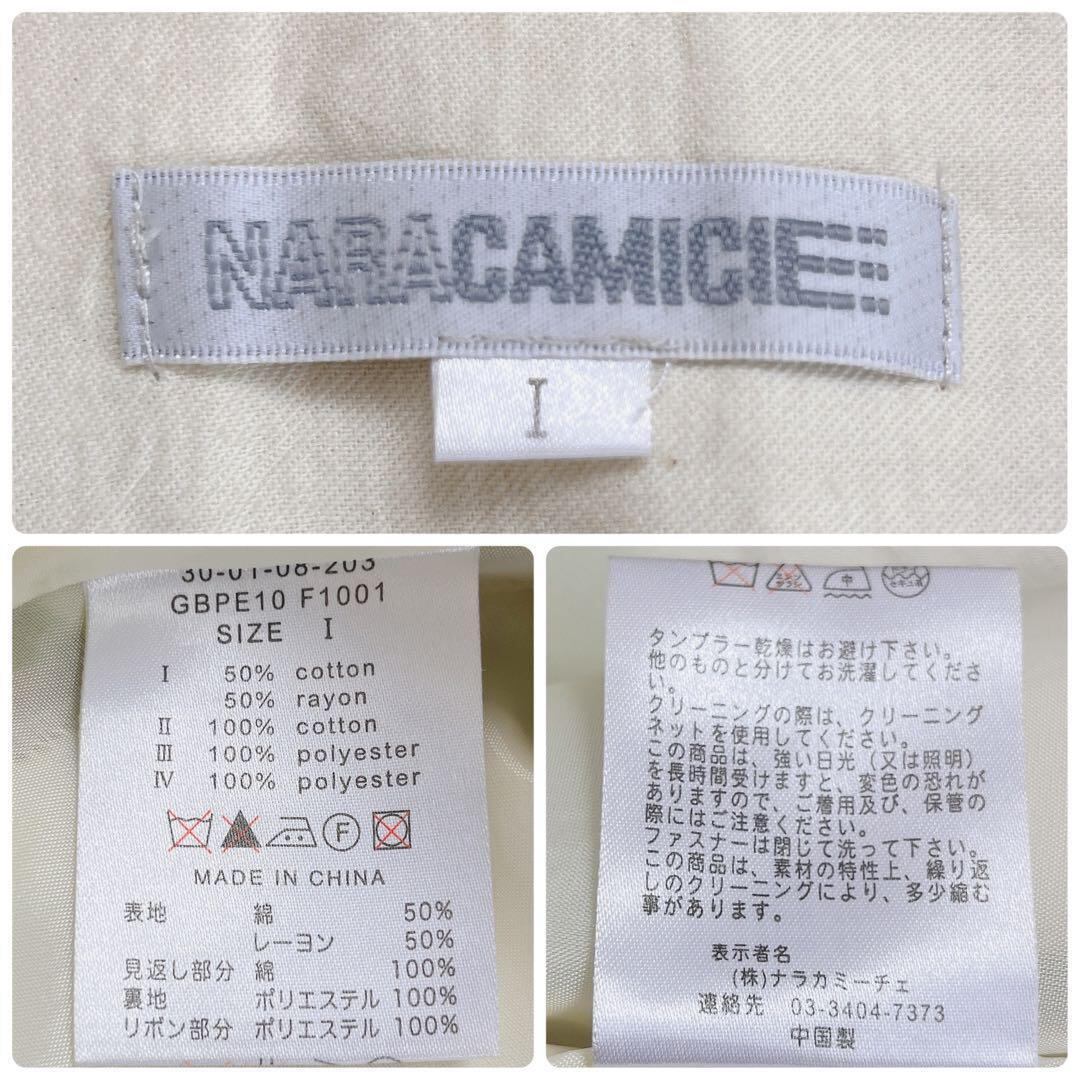 NARACAMICIE
I
30-01-08-203
GBPE10 F1001
SIZE I
I 50% cotton
50% rayon
II 100% cotton
III 100% polyester
IV 100% polyester
F
MADE IN CHINA
表地 綿 50%
レーヨン 50%
見返し部分 綿 100%
裏地 ポリエステル 100%
リボン部分 ポリエステル 100%
エンソ サラシ 中 セキユ系
タンブラー乾燥はお避け下さい。
他のものと分けてお洗濯してくださ
い。
クリーニングの際は、クリーニング
ネットを使用してください。
この商品は、強い日光（又は照明）
を長時間受けますと、変色の恐れが
ありますので、ご着用及び、保管の
際にはご注意ください。
ファスナーは閉じて洗って下さい。
この商品は、素材の特性上、繰り返
しのクリーニングにより、多少縮む
事があります。
表示者名
(株)ナラカミーチェ
連絡先 03-3404-7373
中国製